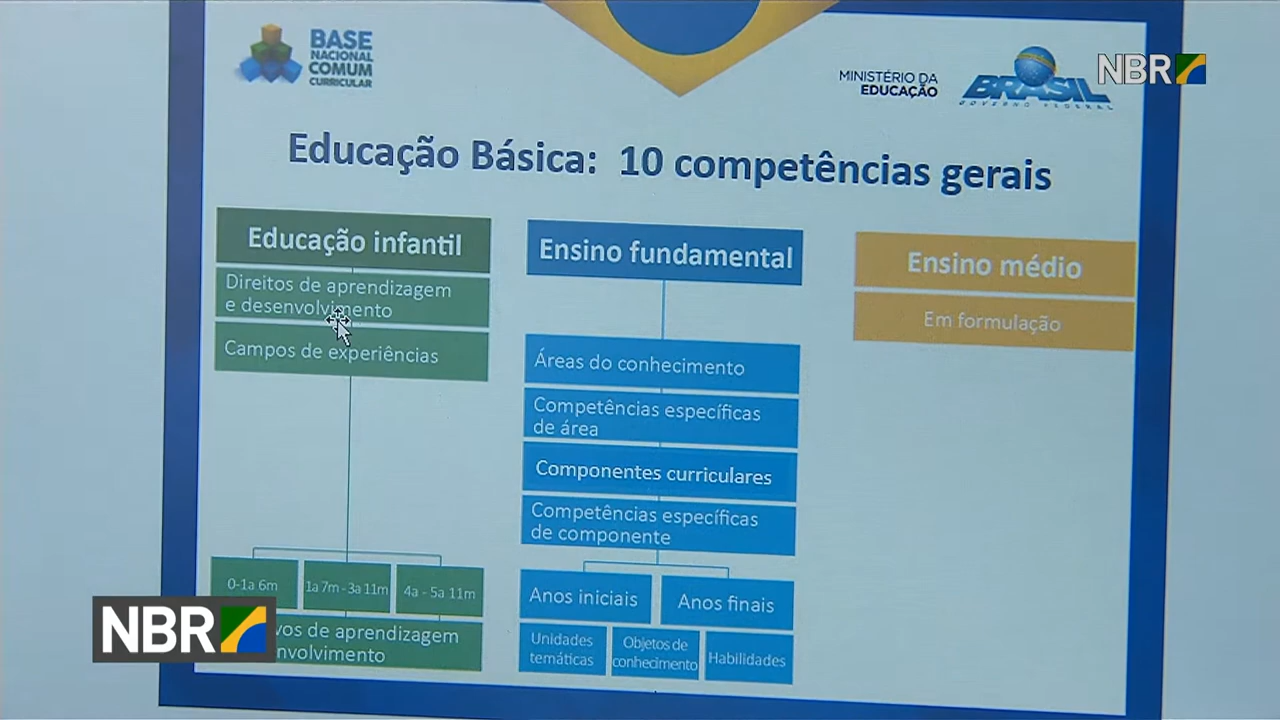 BASE
NACIONAL
COMUM
CURRICULAR
MINISTÉRIO DA
EDUCAÇÃO
BRASIL
GOVERNO FEDERAL
NBR
Educação Básica: 10 competências gerais
Educação infantil
Direitos de aprendizagem
e desenvolvimento
Campos de experiências
0-1a 6m
1a 7m - 3a 11m
4a - 5a 11m
de aprendizagem
Ensino fundamental
Áreas do conhecimento
Competências específicas
de área
Componentes curriculares
Competências específicas
de componente
Anos iniciais
Anos finais
Unidades
temáticas
Objetos de
conhecimento
Habilidades
Ensino médio
Em formulação
NBR